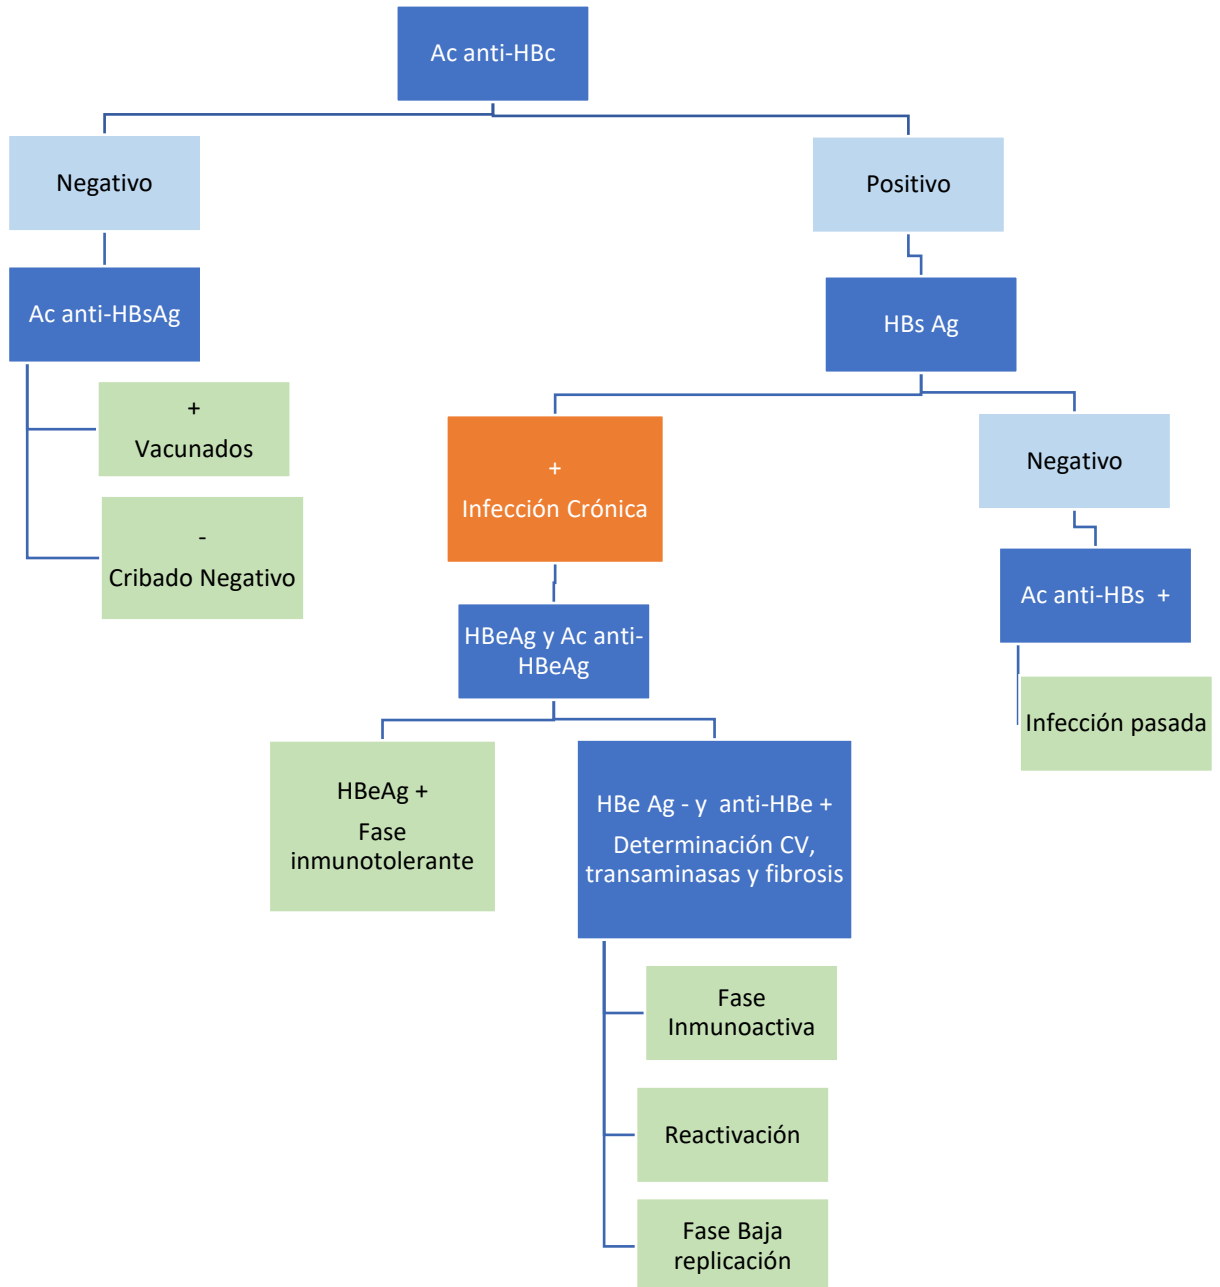 Ac anti-HBc
Negativo
Positivo
Ac anti-HBsAg
HBs Ag
+
Vacunados
-
Cribado Negativo
+
Infección Crónica
Negativo
Ac anti-HBs  +
Infección pasada
HBeAg y Ac anti-
HBeAg
HBeAg +
Fase
inmunotolerante
HBe Ag - y  anti-HBe +
Determinación CV,
transaminasas y fibrosis
Fase
Inmunoactiva
Reactivación
Fase Baja
replicación